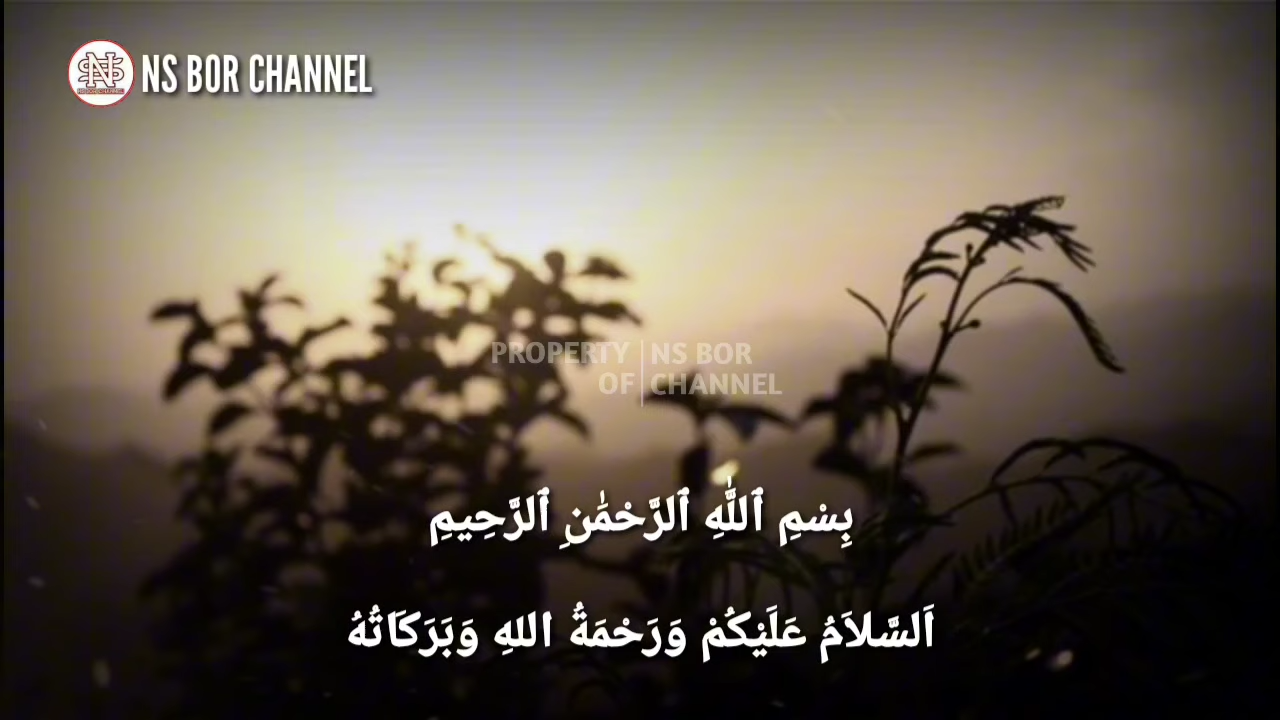 NS BOR CHANNEL
PROPERTY OF
NS BOR CHANNEL
بِسْمِ ٱللَّهِ ٱلرَّحْمَٰنِ ٱلرَّحِيمِ
اَلسَّلاَمُ عَلَيْكُمْ وَرَحْمَةُ اللهِ وَبَرَكَاتُهُ